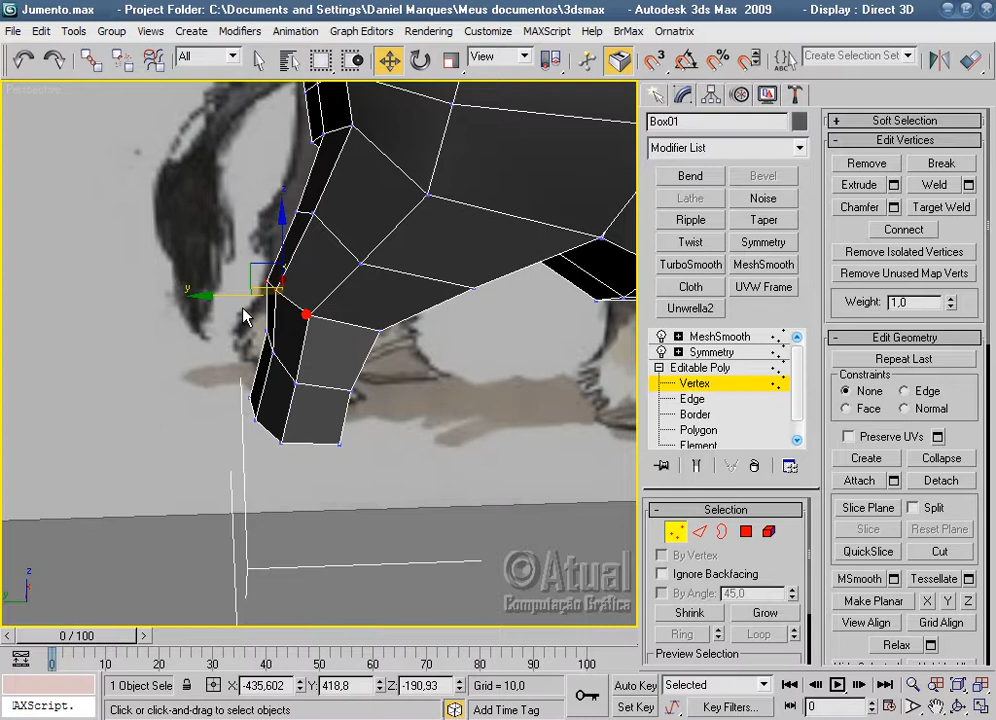 Jumento.max - Project Folder: C:\Documents and Settings\Daniel Marques\Meus documentos\3dsmax - Autodesk 3ds Max 2009 - Display : Direct 3D
File Edit Tools Group Views Create Modifiers Animation Graph Editors Rendering Customize MAXScript Help BrMax Ornatrix
All View Create Selection Set
Perspective
Box01
Modifier List
Bend Bevel
Lathe Noise
Ripple Taper
Twist Symmetry
TurboSmooth MeshSmooth
Cloth UVW Frame
Unwrella2
MeshSmooth
Symmetry
Editable Poly
Vertex
Edge
Border
Polygon
Element
Selection
By Vertex
Ignore Backfacing
By Angle: 45,0
Shrink Grow
Ring Loop
Preview Selection
Soft Selection
Edit Vertices
Remove Break
Extrude Weld
Chamfer Target Weld
Connect
Remove Isolated Vertices
Remove Unused Map Verts
Weight: 1,0
Edit Geometry
Repeat Last
Constraints
None Edge
Face Normal
Preserve UVs
Create Collapse
Attach Detach
Slice Plane Split
Slice Reset Plane
QuickSlice Cut
MSmooth Tessellate
Make Planar X Y Z
View Align Grid Align
Relax
z
y
z
y x
©Atual
Computação Gráfica
0 / 100
0 10 20 30 40 50 60 70 80 90 100
1 Object Sele X: -435,602 Y: 418,8 Z: -190,93 Grid = 10,0 Auto Key Selected
AXScript. Click or click-and-drag to select objects Add Time Tag Set Key Key Filters... 0